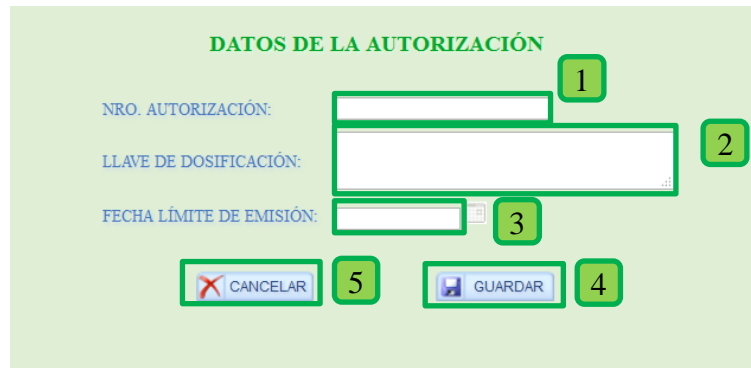 DATOS DE LA AUTORIZACIÓN
1
NRO. AUTORIZACIÓN:
2
LLAVE DE DOSIFICACIÓN:
FECHA LÍMITE DE EMISIÓN:
3
CANCELAR 5 GUARDAR 4